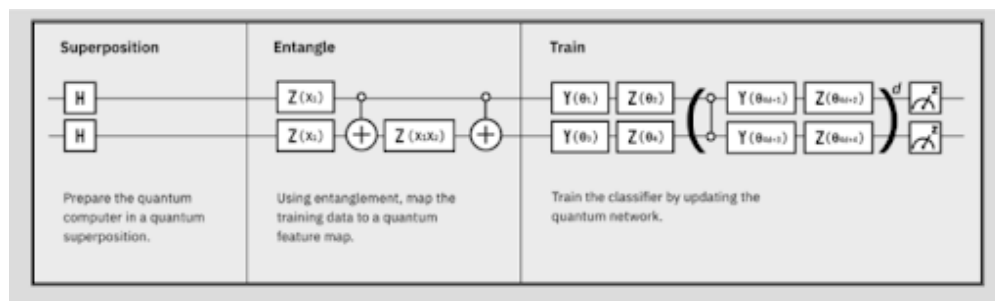 Superposition
Entangle
Train
H
Z(x₁)
Y(θ₁) Z(θ₂)
d
z
H
Z(x₂)
Z(x₁x₂)
Y(θ₃) Z(θ₄)
z
Prepare the quantum
computer in a quantum
superposition.
Using entanglement, map the
training data to a quantum
feature map.
Train the classifier by updating the
quantum network.